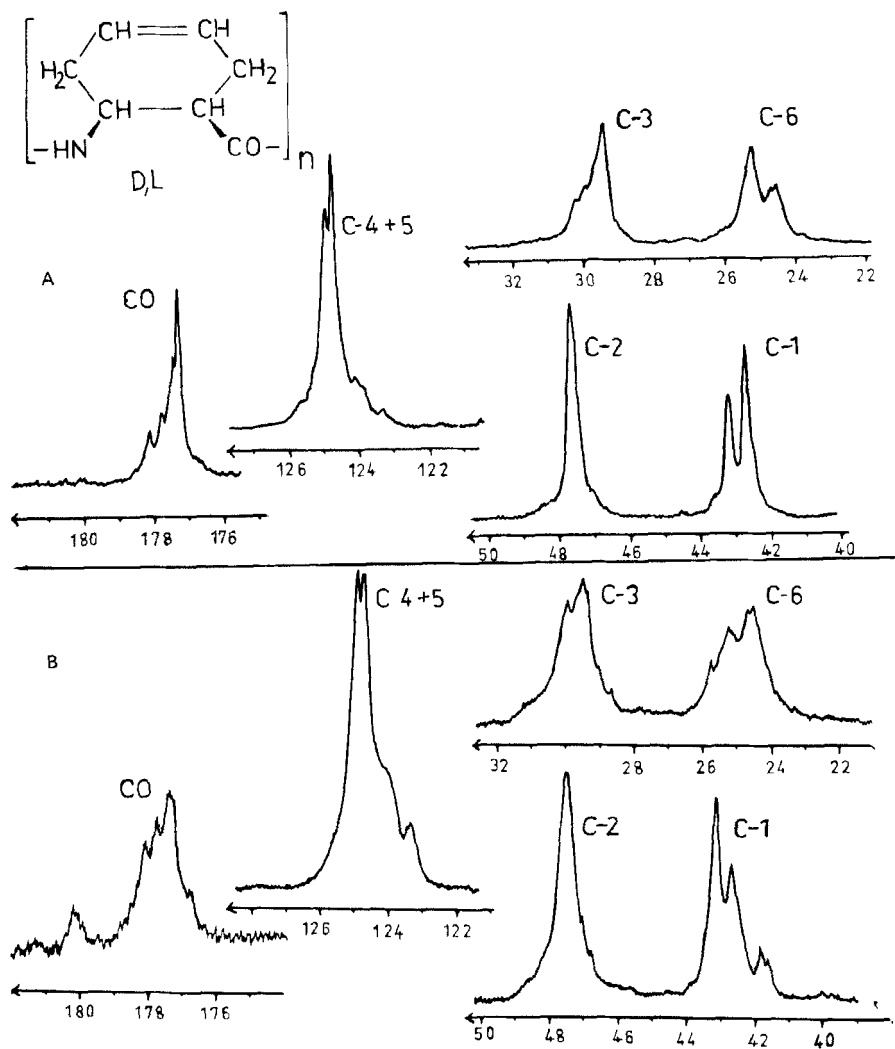 CH CH
H₂C CH₂
CH CH
-HN CO-
n
D,L
A
CO
180 178 176
C-4+5
126 124 122
C-3 C-6
32 30 28 26 24 22
C-2 C-1
50 48 46 44 42 40
B
CO
180 178 176
C 4+5
126 124 122
C-3 C-6
32 28 26 24 22
C-2 C-1
50 48 46 44 42 40